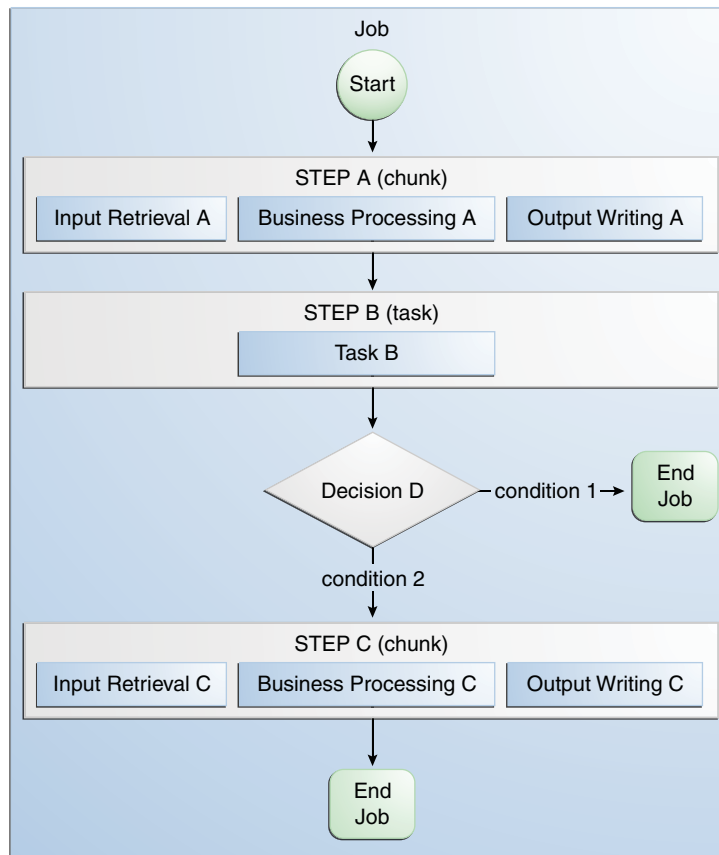 Job
Start
STEP A (chunk)
Input Retrieval A
Business Processing A
Output Writing A
STEP B (task)
Task B
Decision D
condition 1
End
Job
condition 2
STEP C (chunk)
Input Retrieval C
Business Processing C
Output Writing C
End
Job